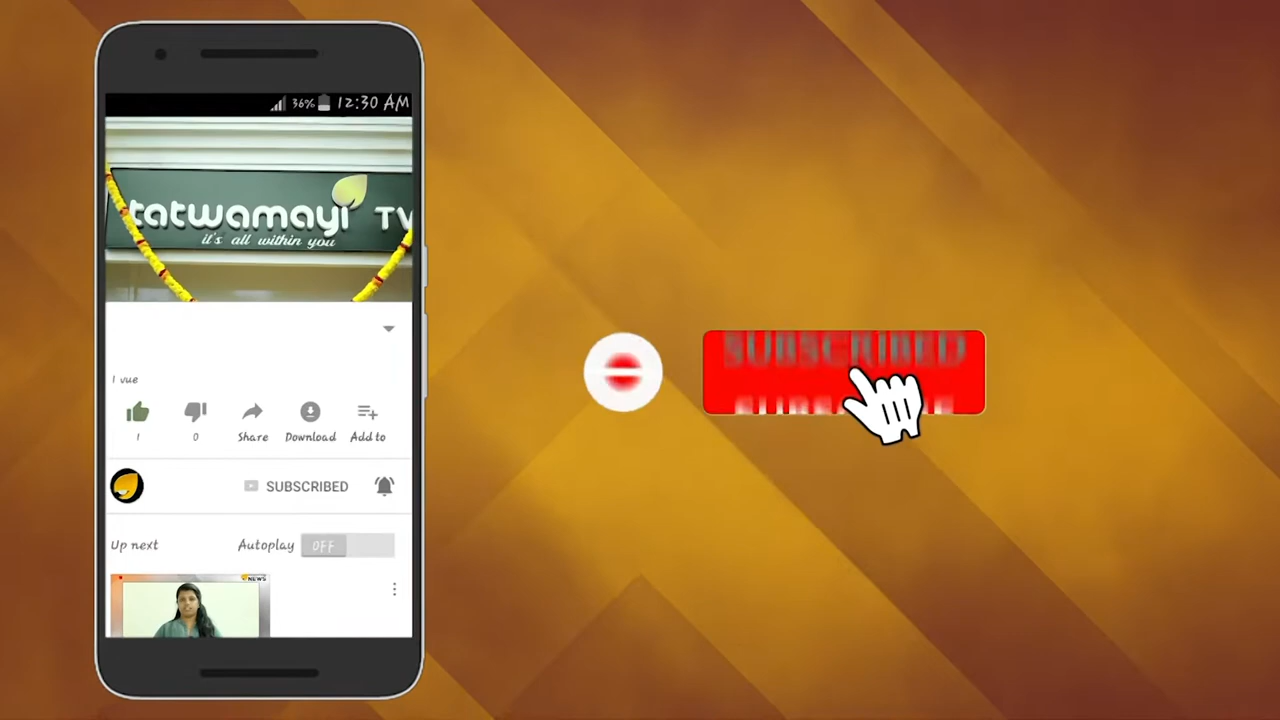 36% 12:30 AM
tatwamayi TV
it's all within you
1 vue
1
0
Share
Download
Add to
SUBSCRIBED
Up next
Autoplay
OFF
NEWS
SUBSCRIBED